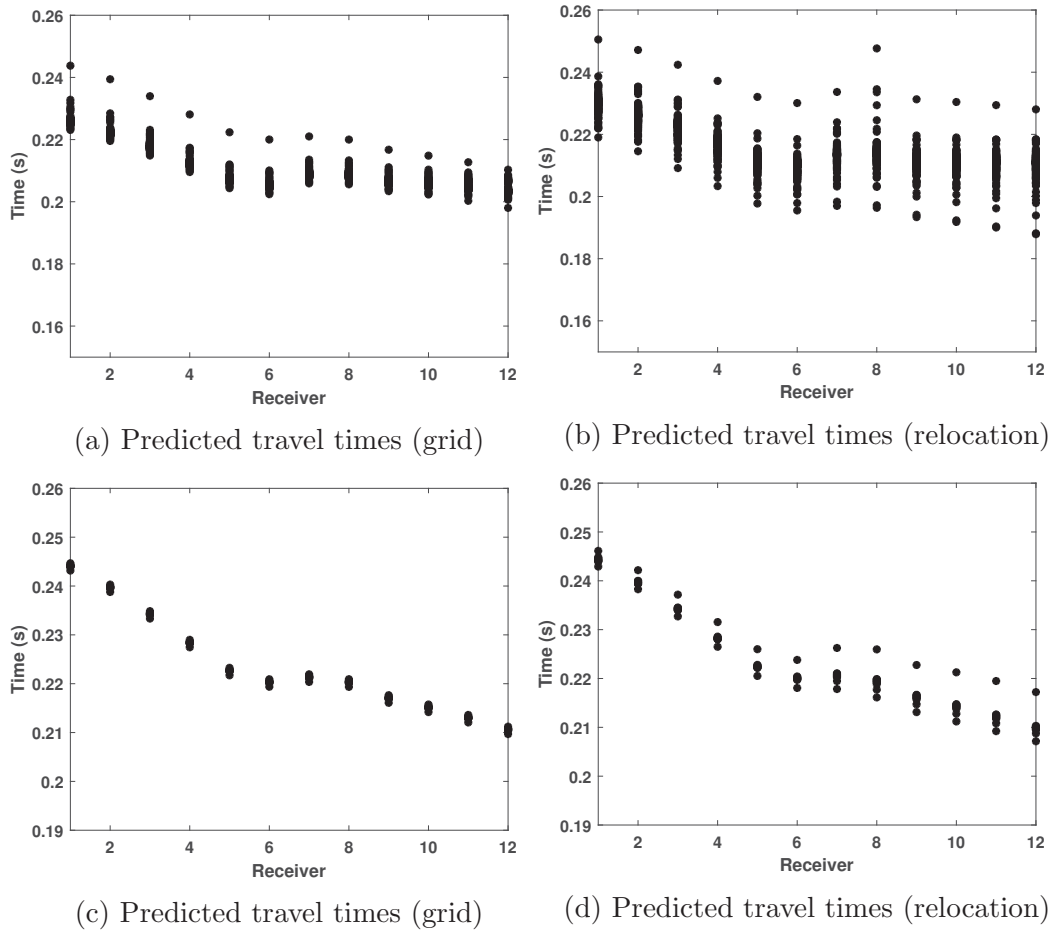 0.26
0.24
0.22
0.2
0.18
0.16
Time (s)
2 4 6 8 10 12
Receiver
(a) Predicted travel times (grid)
0.26
0.24
0.22
0.2
0.18
0.16
Time (s)
2 4 6 8 10 12
Receiver
(b) Predicted travel times (relocation)
0.26
0.25
0.24
0.23
0.22
0.21
0.2
0.19
Time (s)
2 4 6 8 10 12
Receiver
(c) Predicted travel times (grid)
0.26
0.25
0.24
0.23
0.22
0.21
0.2
0.19
Time (s)
2 4 6 8 10 12
Receiver
(d) Predicted travel times (relocation)